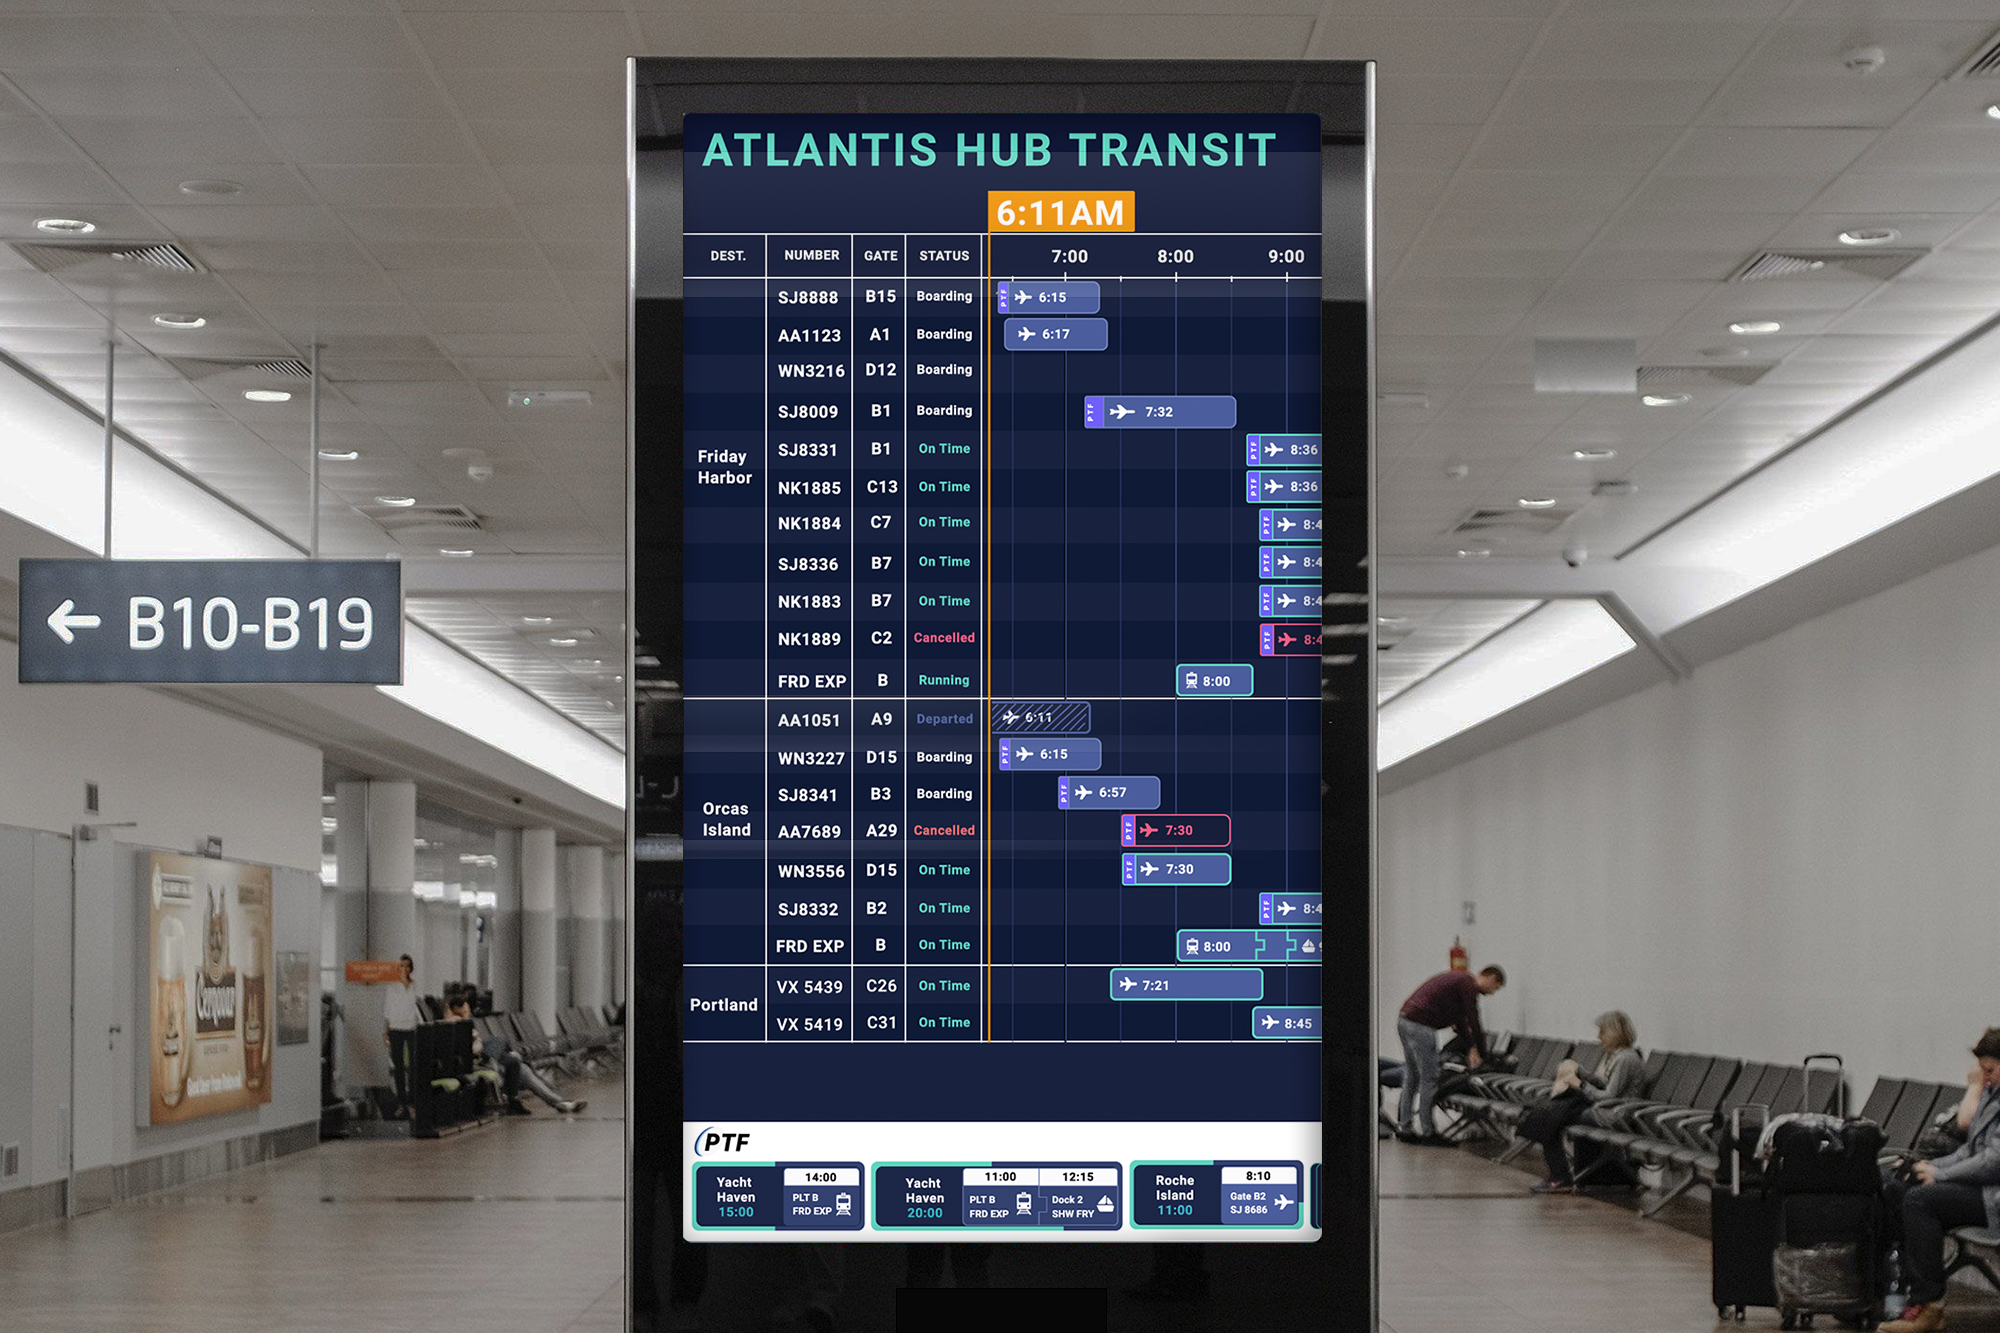 ATLANTIS HUB TRANSIT
6:11AM
DEST. NUMBER GATE STATUS 7:00 8:00 9:00
SJ8888 B15 Boarding PTF 6:15
AA1123 A1 Boarding 6:17
WN3216 D12 Boarding
SJ8009 B1 Boarding PTF 7:32
Friday
Harbor
SJ8331 B1 On Time PTF 8:36
NK1885 C13 On Time PTF 8:36
NK1884 C7 On Time PTF 8:4
SJ8336 B7 On Time PTF 8:4
NK1883 B7 On Time PTF 8:4
NK1889 C2 Cancelled PTF 8:4
FRD EXP B Running 8:00
AA1051 A9 Departed 6:11
WN3227 D15 Boarding PTF 6:15
SJ8341 B3 Boarding PTF 6:57
Orcas
Island
AA7689 A29 Cancelled PTF 7:30
WN3556 D15 On Time PTF 7:30
SJ8332 B2 On Time PTF 8:4
FRD EXP B On Time 8:00
Portland
VX 5439 C26 On Time 7:21
VX 5419 C31 On Time 8:45
PTF
Yacht
Haven
15:00
14:00
PLT B
FRD EXP
Yacht
Haven
20:00
11:00
PLT B
FRD EXP
12:15
Dock 2
SHW FRY
Roche
Island
11:00
8:10
Gate B2
SJ 8686
← B10-B19
Cernovar